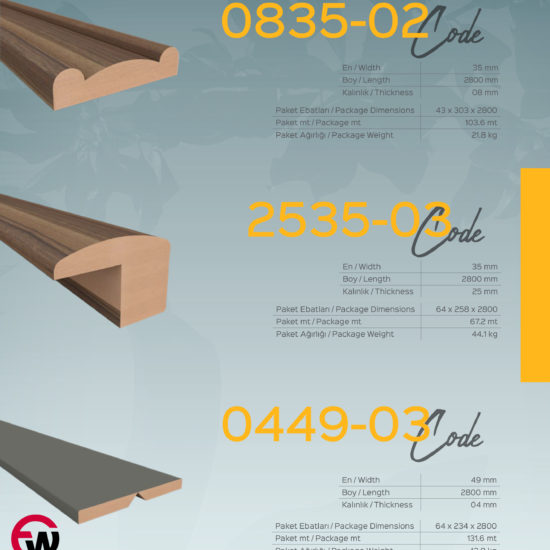 0835-02 Code
En / Width 35 mm
Boy / Length 2800 mm
Kalınlık / Thickness 08 mm
Paket Ebatları / Package Dimensions 43 x 303 x 2800
Paket mt / Package mt 103.6 mt
Paket Ağırlığı / Package Weight 21.8 kg
2535-03 Code
En / Width 35 mm
Boy / Length 2800 mm
Kalınlık / Thickness 25 mm
Paket Ebatları / Package Dimensions 64 x 258 x 2800
Paket mt / Package mt 67.2 mt
Paket Ağırlığı / Package Weight 44.1 kg
0449-03 Code
En / Width 49 mm
Boy / Length 2800 mm
Kalınlık / Thickness 04 mm
Paket Ebatları / Package Dimensions 64 x 234 x 2800
Paket mt / Package mt 131.6 mt
Paket Ağırlığı / Package Weight